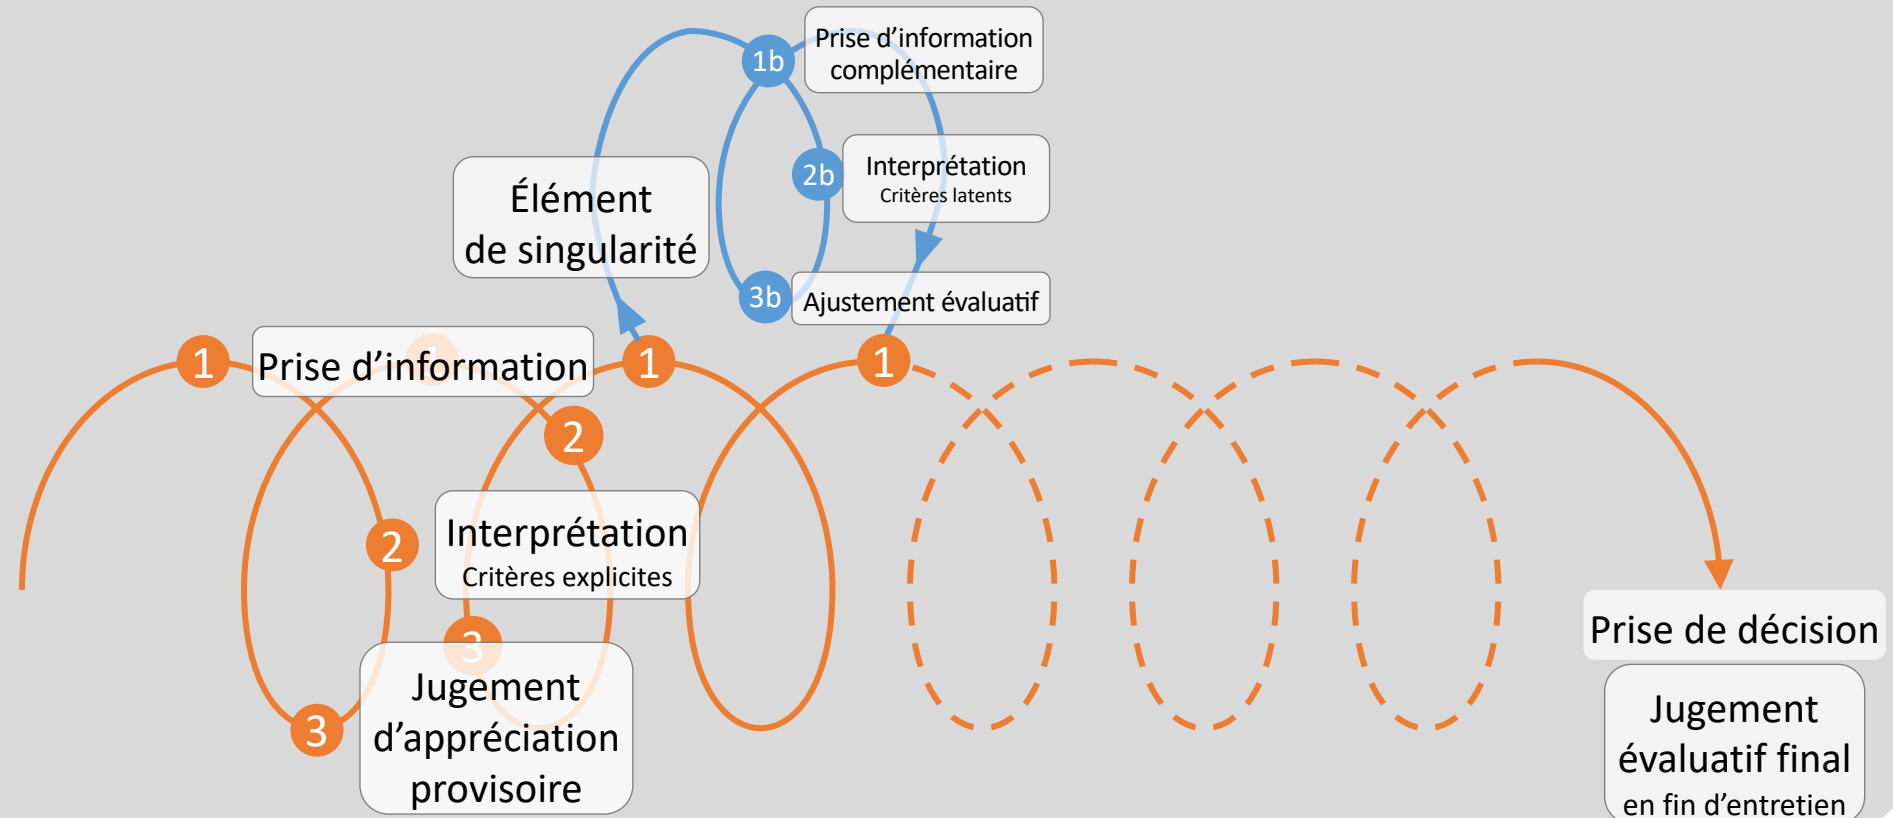 1b
Prise d’information
complémentaire
2b
Interprétation
Critères latents
Élément
de singularité
3b
Ajustement évaluatif
1
Prise d’information
1
1
1
2
2
Interprétation
Critères explicites
3
3
Jugement
d’appréciation
provisoire
Prise de décision
Jugement
évaluatif final
en fin d’entretien